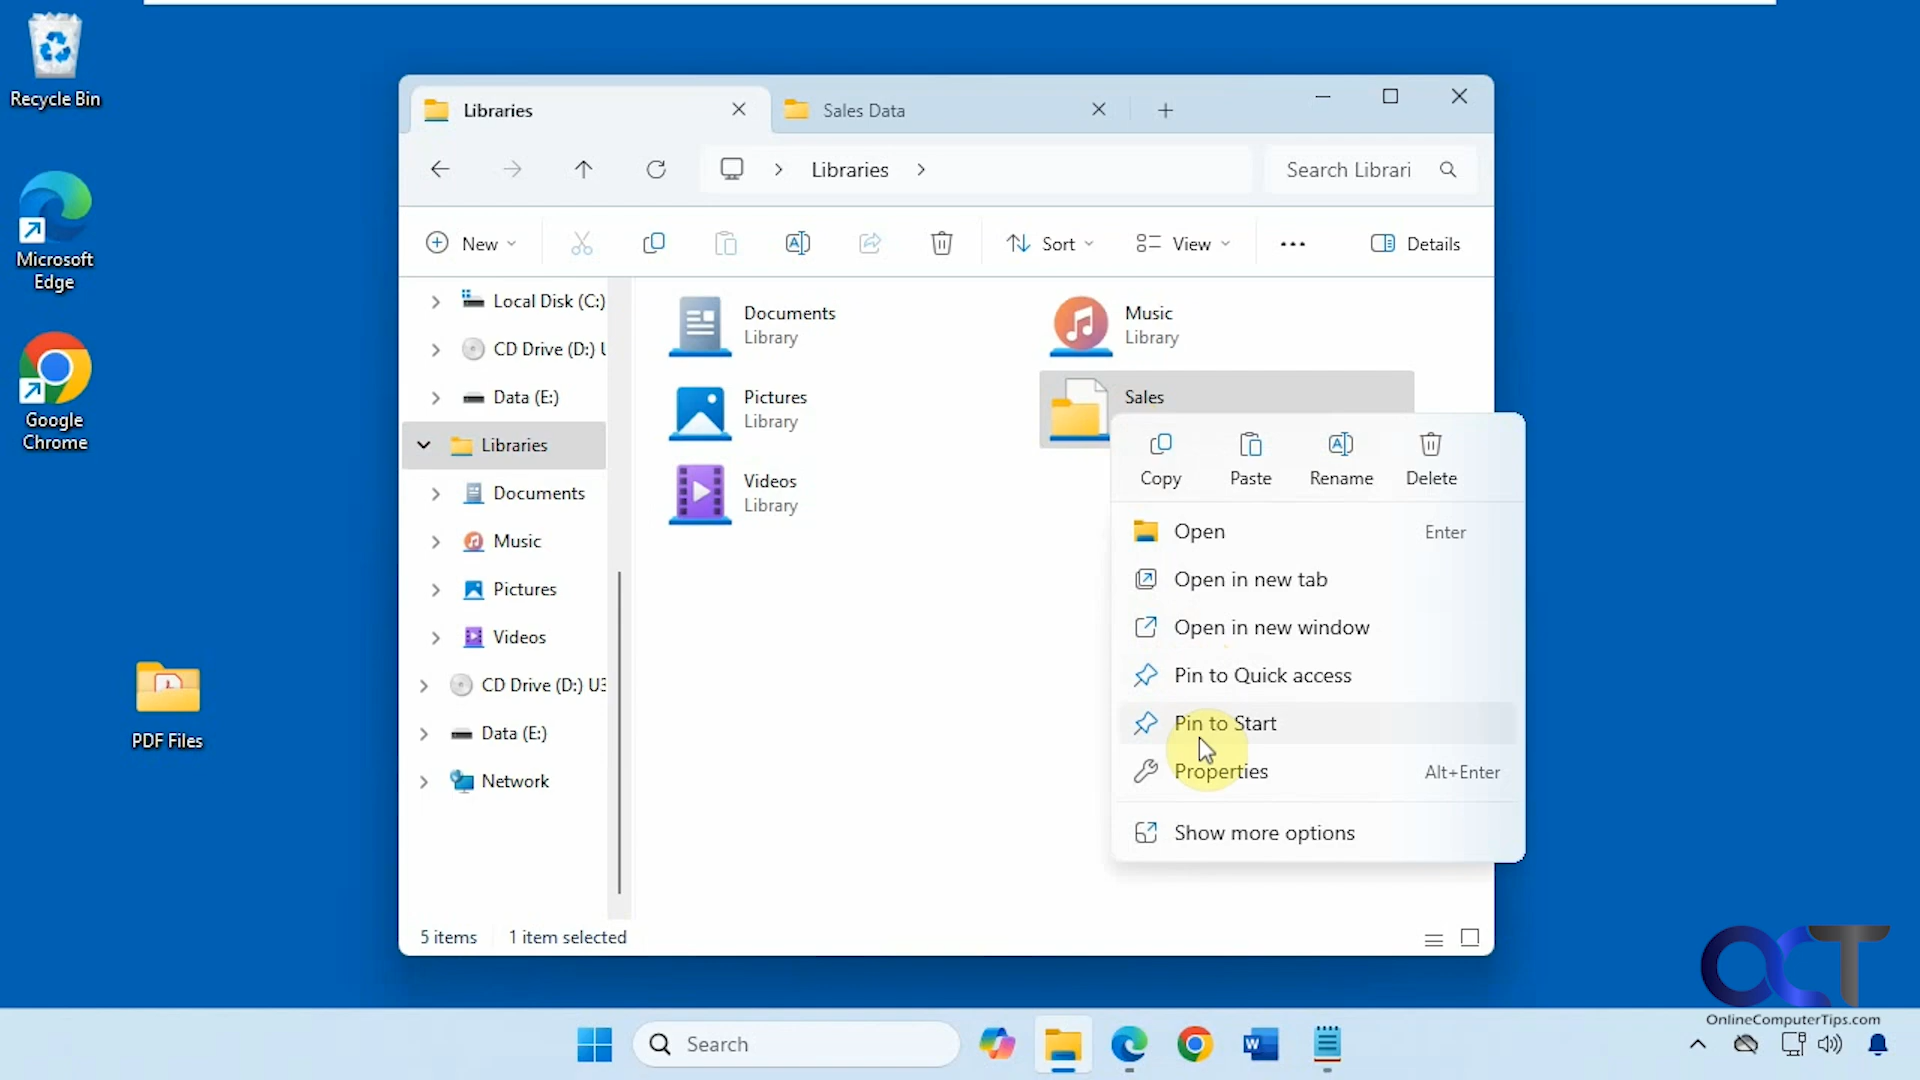 Recycle Bin
Microsoft
Edge
Google
Chrome
PDF Files
Libraries
Sales Data
Libraries
Search Librari
New
Sort
View
Details
Local Disk (C:)
CD Drive (D:) U
Data (E:)
Libraries
Documents
Music
Pictures
Videos
CD Drive (D:) U3
Data (E:)
Network
Documents
Library
Music
Library
Pictures
Library
Sales
Videos
Library
Copy
Paste
Rename
Delete
Open Enter
Open in new tab
Open in new window
Pin to Quick access
Pin to Start
Properties Alt+Enter
Show more options
5 items 1 item selected
OCT
OnlineComputerTips.com
Search